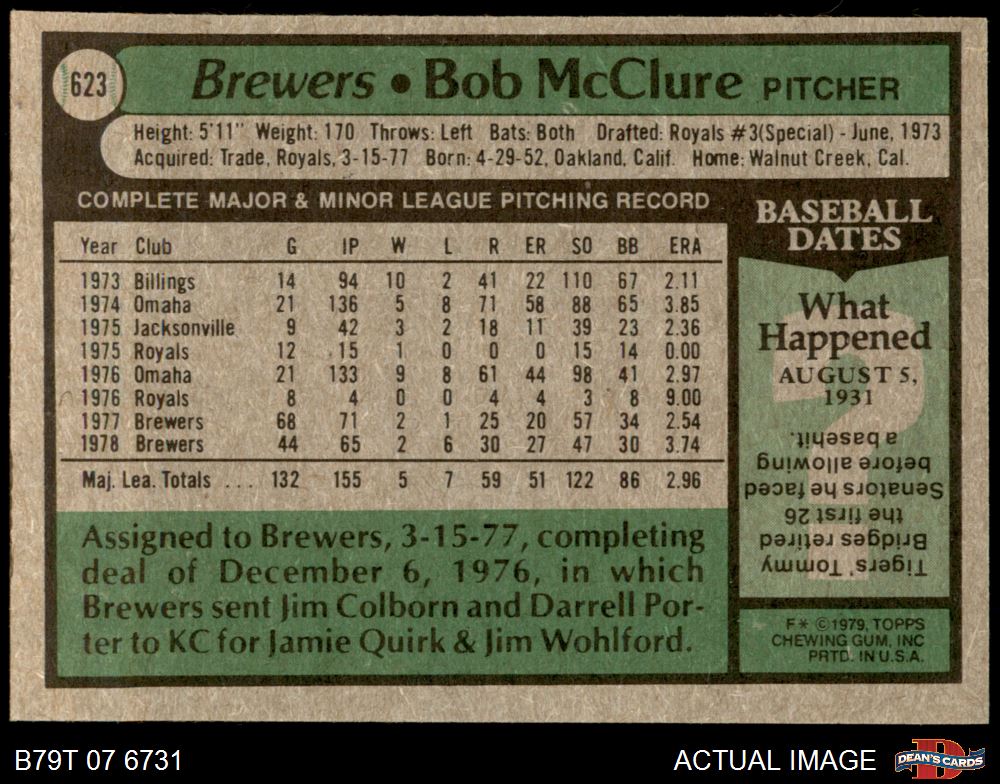 623
Brewers • Bob McClure PITCHER
Height: 5'11" Weight: 170 Throws: Left Bats: Both Drafted: Royals #3(Special) - June, 1973
Acquired: Trade, Royals, 3-15-77 Born: 4-29-52, Oakland, Calif. Home: Walnut Creek, Cal.
COMPLETE MAJOR & MINOR LEAGUE PITCHING RECORD
Year Club G IP W L R ER SO BB ERA
1973 Billings 14 94 10 2 41 22 110 67 2.11
1974 Omaha 21 136 5 8 71 58 88 65 3.85
1975 Jacksonville 9 42 3 2 18 11 39 23 2.36
1975 Royals 12 15 1 0 0 0 15 14 0.00
1976 Omaha 21 133 9 8 61 44 98 41 2.97
1976 Royals 8 4 0 0 4 4 3 8 9.00
1977 Brewers 68 71 2 1 25 20 57 34 2.54
1978 Brewers 44 65 2 6 30 27 47 30 3.74
Maj. Lea. Totals ... 132 155 5 7 59 51 122 86 2.96
Assigned to Brewers, 3-15-77, completing
deal of December 6, 1976, in which
Brewers sent Jim Colborn and Darrell Por-
ter to KC for Jamie Quirk & Jim Wohlford.
BASEBALL
DATES
What
Happened
AUGUST 5,
1931
Tigers' Tommy
Bridges retired
the first 26
Senators he faced
before allowing
a basehit.
F* ©1979, TOPPS
CHEWING GUM, INC
PRTD. IN U.S.A.
B79T 07 6731
ACTUAL IMAGE
DEAN'S CARDS